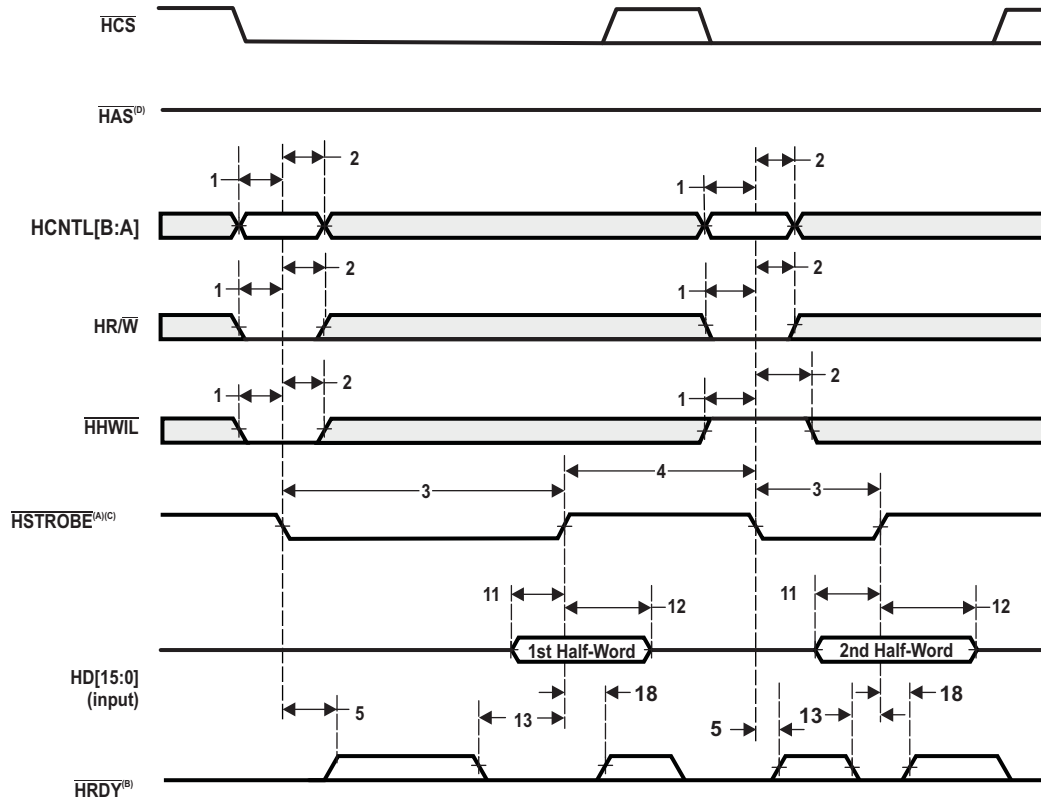 HCS
HAS(D)
2
2
1
1
HCNTL[B:A]
2
2
1
1
HR/W
2
2
1
1
HHWIL
4
3
3
HSTROBE(A)(C)
11
12
11
12
1st Half-Word
2nd Half-Word
HD[15:0]
(input)
18
18
5
13
5
13
HRDY(B)